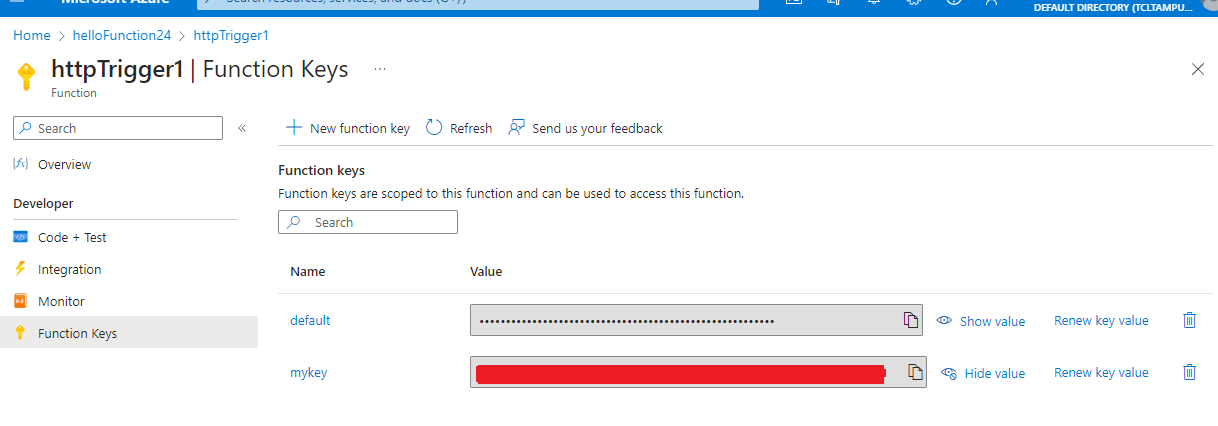 Microsoft Azure
Search resources, services, and docs (G+/)
DEFAULT DIRECTORY (TCLTAMPU...
Home > helloFunction24 > httpTrigger1
httpTrigger1 | Function Keys ...
Function
Search «
Overview
Developer
Code + Test
Integration
Monitor
Function Keys
New function key Refresh Send us your feedback
Function keys
Function keys are scoped to this function and can be used to access this function.
Search
Name Value
default •••••••••••••••••••••••••••••••••••••••••••••••••••••••• Show value Renew key value
mykey Hide value Renew key value